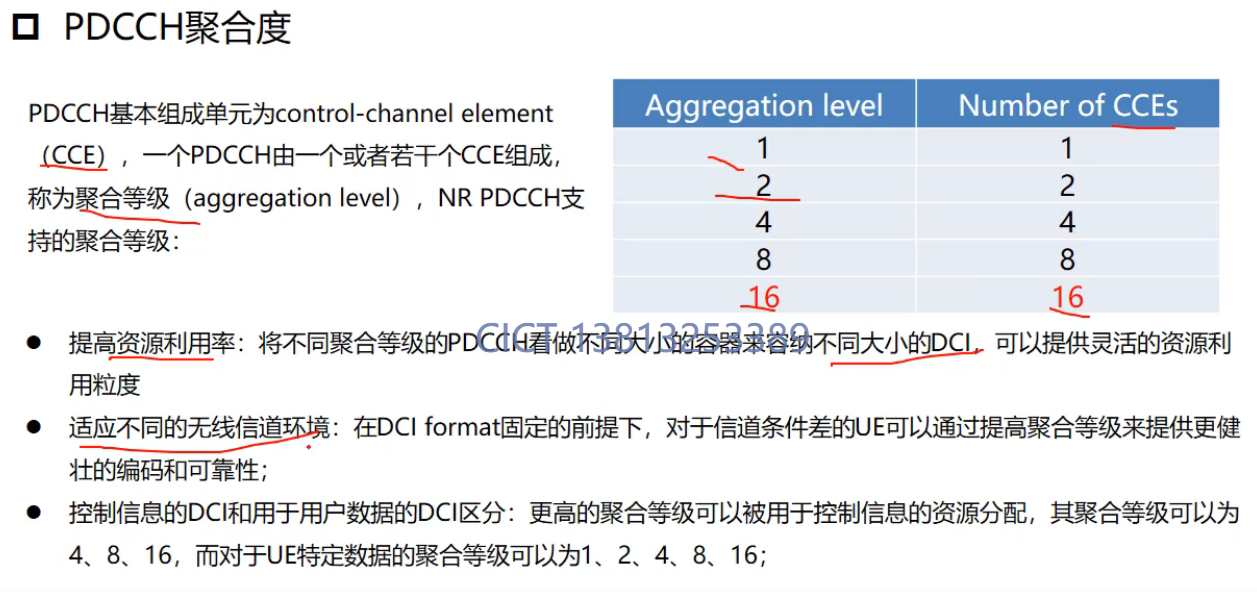 PDCCH聚合度
PDCCH基本组成单元为control-channel element
（CCE），一个PDCCH由一个或者若干个CCE组成，
称为聚合等级（aggregation level），NR PDCCH支
持的聚合等级：
Aggregation level Number of CCEs
1 1
2 2
4 4
8 8
16 16
CICT 13813253389
提高资源利用率：将不同聚合等级的PDCCH看做不同大小的容器来容纳不同大小的DCI，可以提供灵活的资源利
用粒度
适应不同的无线信道环境：在DCI format固定的前提下，对于信道条件差的UE可以通过提高聚合等级来提供更健
壮的编码和可靠性；
控制信息的DCI和用于用户数据的DCI区分：更高的聚合等级可以被用于控制信息的资源分配，其聚合等级可以为
4、8、16，而对于UE特定数据的聚合等级可以为1、2、4、8、16；